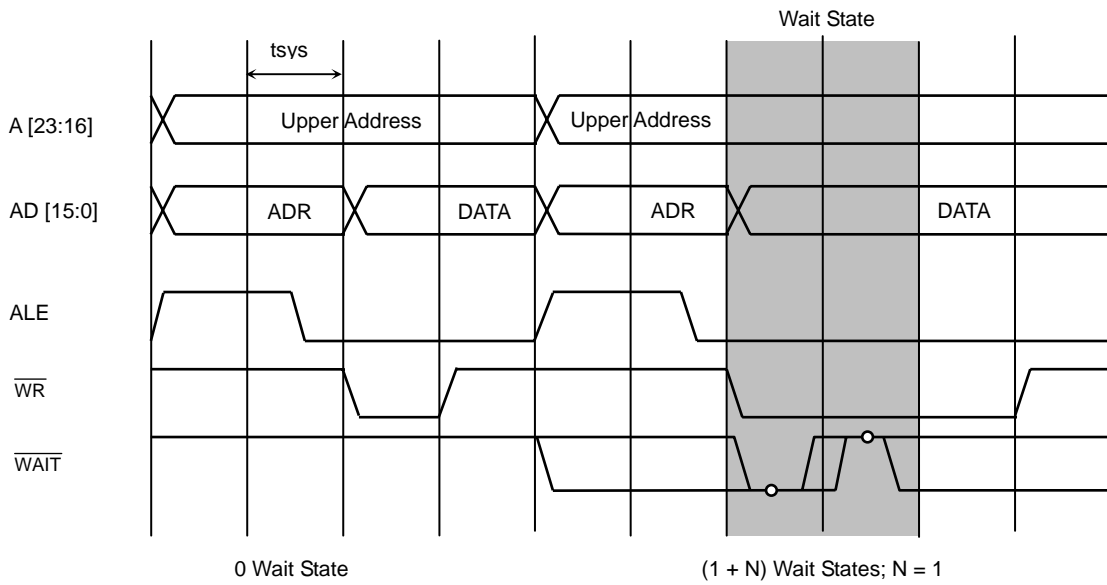 Wait State
tsys
A [23:16]
Upper Address
Upper Address
AD [15:0]
ADR
DATA
ADR
DATA
ALE
WR
WAIT
0 Wait State
(1 + N) Wait States; N = 1